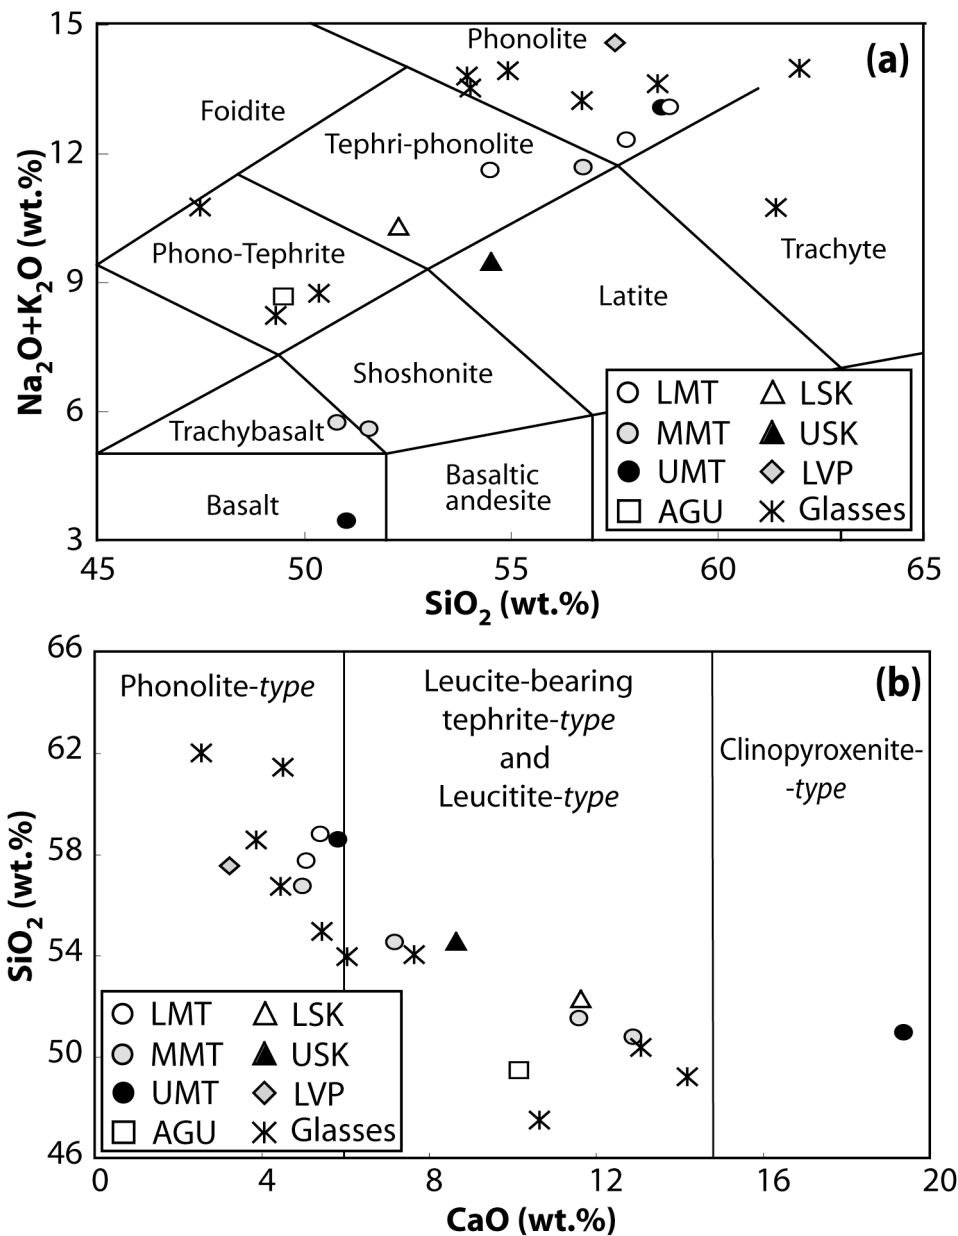 15
Phonolite
(a)
Foidite
Tephri-phonolite
12
Na₂O+K₂O (wt.%)
Phono-Tephrite
Trachyte
9
Latite
Shoshonite
LMT
LSK
6
Trachybasalt
MMT
USK
Basaltic
andesite
UMT
LVP
Basalt
AGU
Glasses
3
45
50
55
60
65
SiO₂ (wt.%)
66
Phonolite-type
Leucite-bearing
tephrite-type
and
Leucitite-type
(b)
Clinopyroxenite-
-type
62
58
SiO₂ (wt.%)
54
LMT
LSK
MMT
USK
50
UMT
LVP
AGU
Glasses
46
0
4
8
12
16
20
CaO (wt.%)